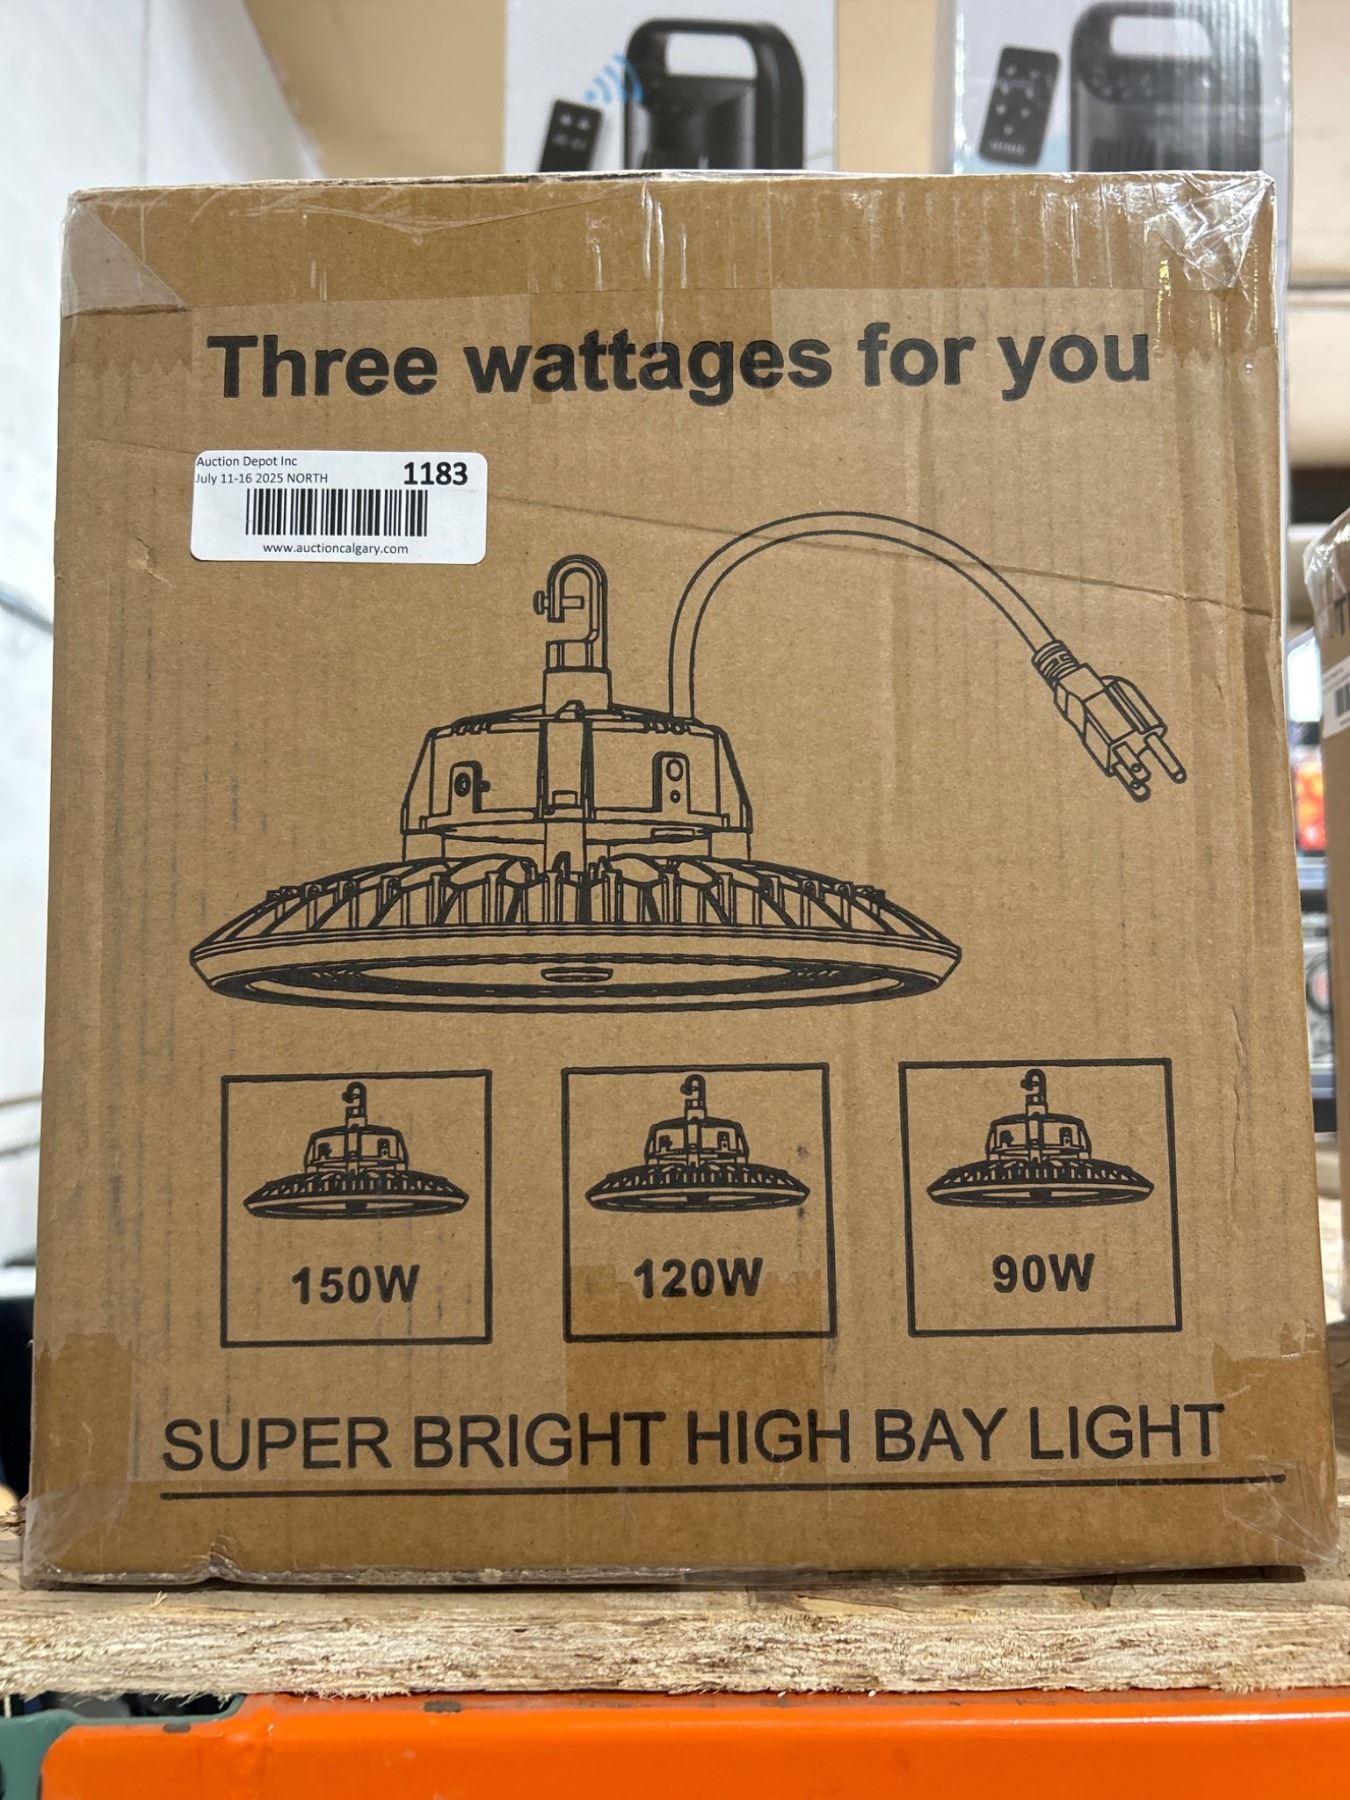 Three wattages for you
Auction Depot Inc
July 11-16 2025 NORTH
1183
www.auctioncalgary.com
150W
120W
90W
SUPER BRIGHT HIGH BAY LIGHT